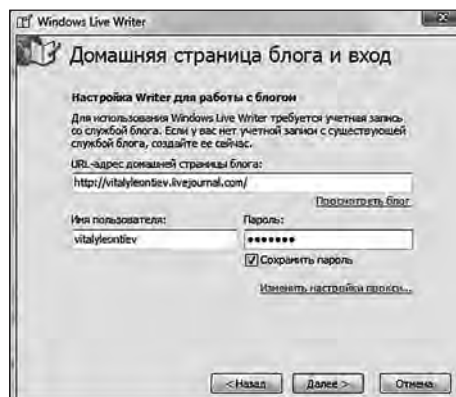 Windows Live Writer
Домашняя страница блога и вход
Настройка Writer для работы с блогом
Для использования Windows Live Writer требуется учетная запись
со службой блога. Если у вас нет учетной записи с существующей
службой блога, создайте ее сейчас.
URL-адрес домашней страницы блога:
http://vitalyleontiev.livejournal.com/
Просмотреть блог
Имя пользователя: Пароль:
vitalyleontiev •••••••
Сохранить пароль
Изменить настройки прокси...
< Назад Далее > Отмена